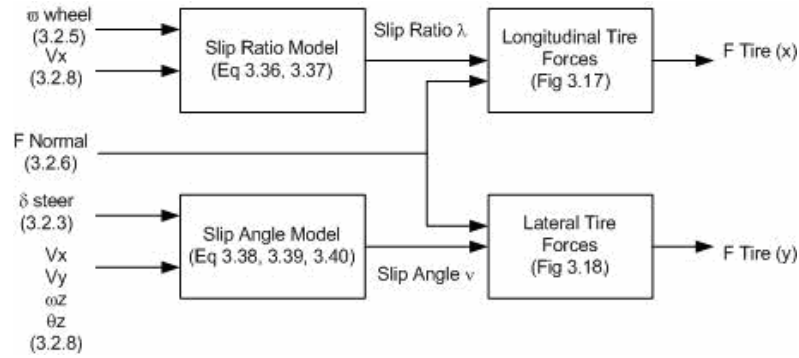 ϖ wheel
(3.2.5)
Vx
(3.2.8)
Slip Ratio Model
(Eq 3.36, 3.37)
Slip Ratio λ
Longitudinal Tire
Forces
(Fig 3.17)
F Tire (x)
F Normal
(3.2.6)
δ steer
(3.2.3)
Vx
Vy
ωz
θz
(3.2.8)
Slip Angle Model
(Eq 3.38, 3.39, 3.40)
Slip Angle ν
Lateral Tire
Forces
(Fig 3.18)
F Tire (y)